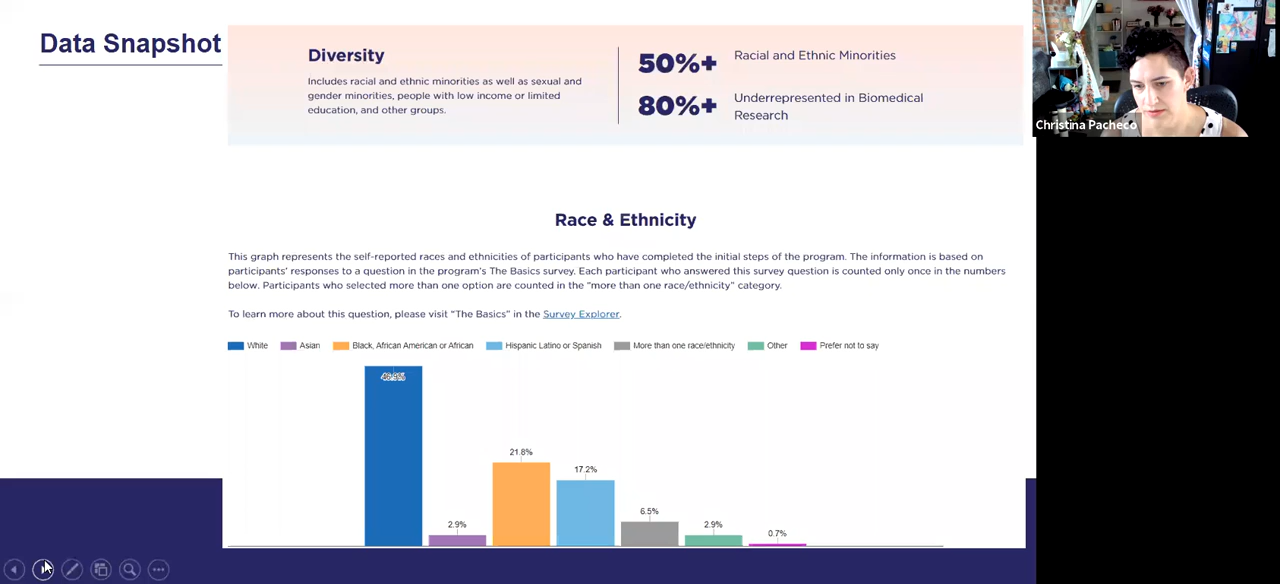 Data Snapshot
Diversity
Includes racial and ethnic minorities as well as sexual and
gender minorities, people with low income or limited
education, and other groups.
50%+ Racial and Ethnic Minorities
80%+ Underrepresented in Biomedical
Research
Christina Pacheco
Race & Ethnicity
This graph represents the self-reported races and ethnicities of participants who have completed the initial steps of the program. The information is based on
participants' responses to a question in the program's The Basics survey. Each participant who answered this survey question is counted only once in the numbers
below. Participants who selected more than one option are counted in the "more than one race/ethnicity" category.
To learn more about this question, please visit "The Basics" in the Survey Explorer.
White Asian Black, African American or African Hispanic Latino or Spanish More than one race/ethnicity Other Prefer not to say
21.8%
17.2%
6.5%
2.9%
2.9%
0.7%